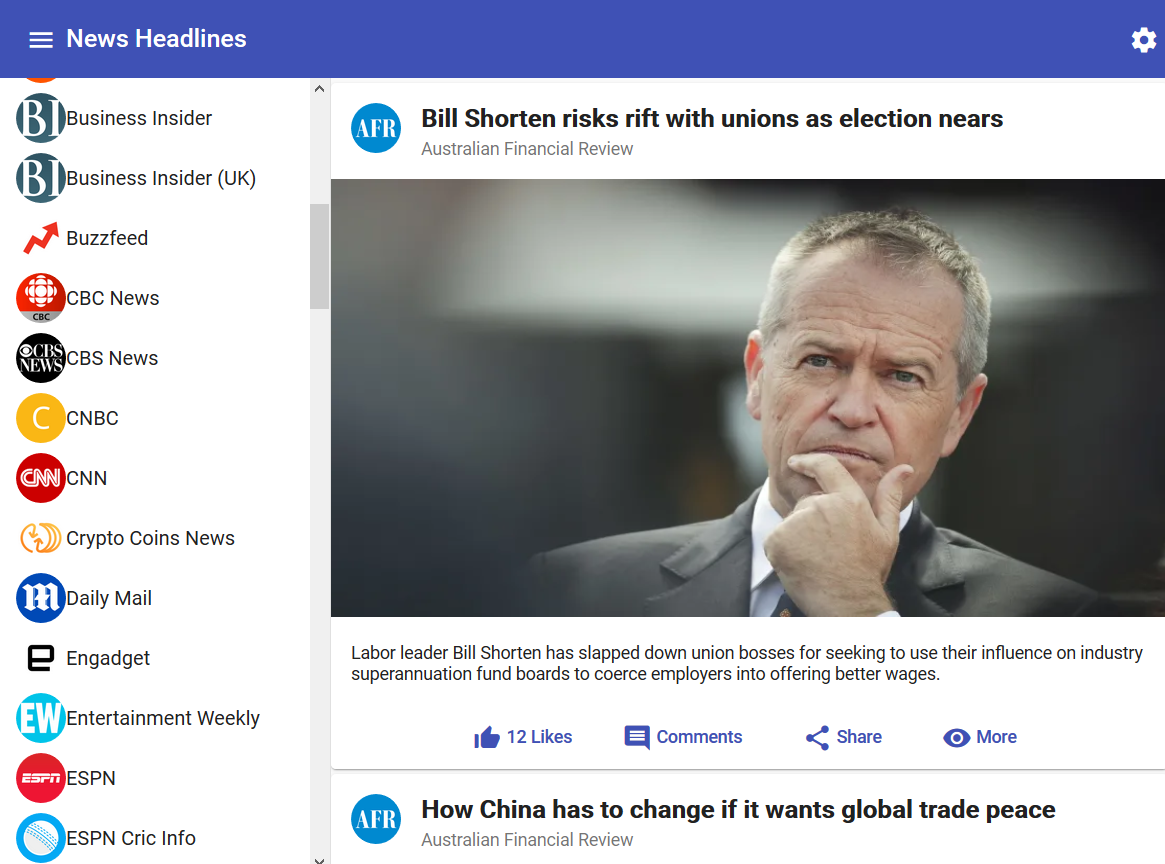 News Headlines
BI Business Insider
BI Business Insider (UK)
Buzzfeed
CBC CBC News
CBS NEWS CBS News
C CNBC
CNN CNN
Crypto Coins News
m Daily Mail
e Engadget
EW Entertainment Weekly
ESPN ESPN
ESPN Cric Info
AFR Bill Shorten risks rift with unions as election nears
Australian Financial Review
Labor leader Bill Shorten has slapped down union bosses for seeking to use their influence on industry
superannuation fund boards to coerce employers into offering better wages.
12 Likes Comments Share More
AFR How China has to change if it wants global trade peace
Australian Financial Review